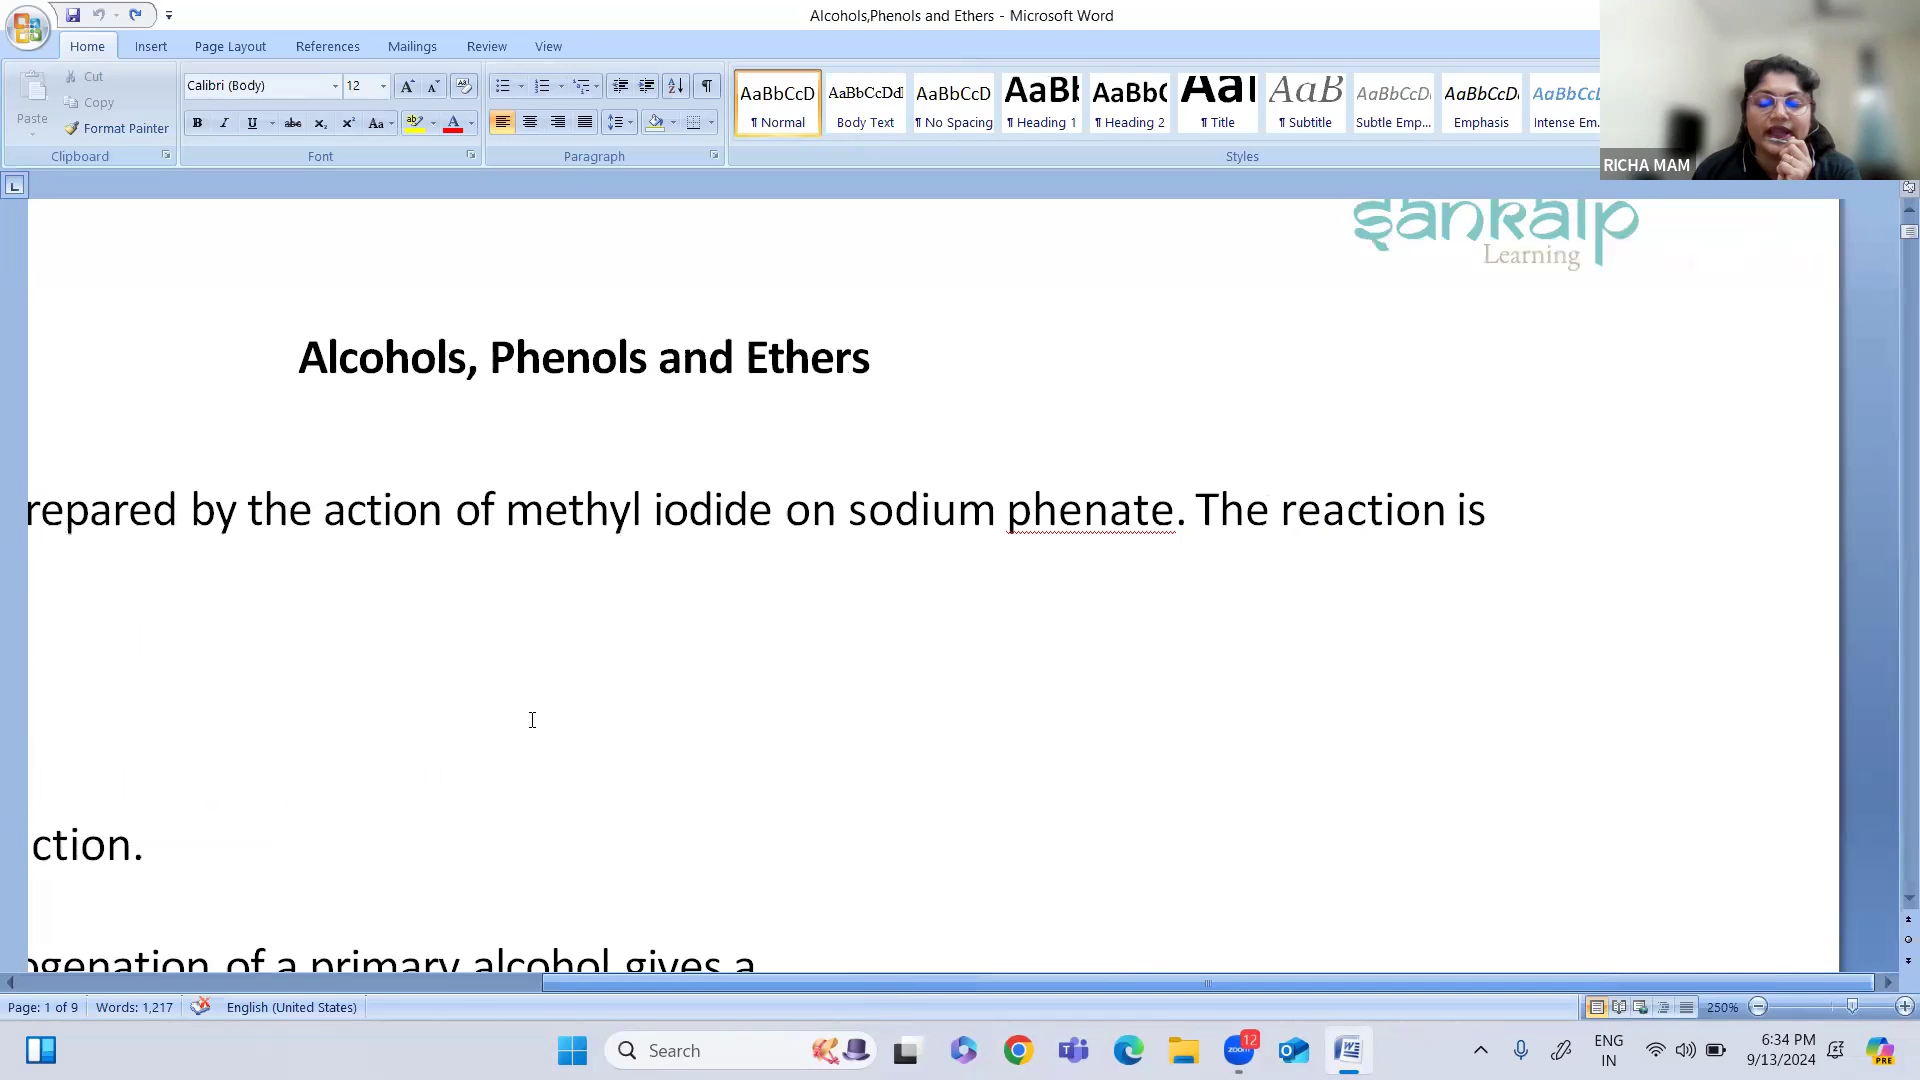 Alcohols,Phenols and Ethers - Microsoft Word
Home Insert Page Layout References Mailings Review View
Cut
Copy
Paste
Format Painter
Calibri (Body) 12
AaBbCcD AaBbCcDdI AaBbCcD AaBbC AaBbC AaB AaB AaBbCcD AaBbCcD AaBbCcD
¶ Normal Body Text ¶ No Spacing ¶ Heading 1 ¶ Heading 2 ¶ Title ¶ Subtitle Subtle Emp... Emphasis Intense Em...
Clipboard Font Paragraph Styles
RICHA MAM
sankalp
Learning
Alcohols, Phenols and Ethers
repared by the action of methyl iodide on sodium phenate. The reaction is
ction.
ogenation of a primary alcohol gives a
Page: 1 of 9 Words: 1,217 English (United States) 250%
Search
zoom 12
ENG
IN
6:34 PM
9/13/2024
PRE